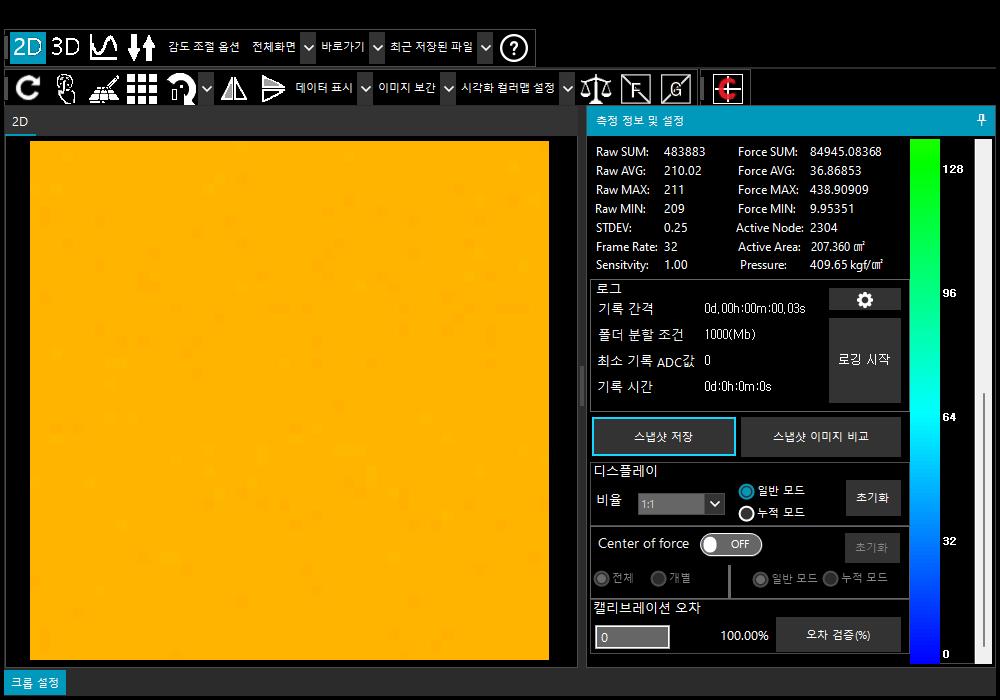 2D 3D 감도 조절 옵션 전체화면 바로가기 최근 저장된 파일 ?
데이터 표시 이미지 보간 시각화 컬러맵 설정 F G
2D
측정 정보 및 설정
Raw SUM: 483883 Force SUM: 84945.08368
Raw AVG: 210.02 Force AVG: 36.86853
Raw MAX: 211 Force MAX: 438.90909
Raw MIN: 209 Force MIN: 9.95351
STDEV: 0.25 Active Node: 2304
Frame Rate: 32 Active Area: 207.360 ㎠
Sensitvity: 1.00 Pressure: 409.65 kgf/㎠
128
96
64
32
0
로그
기록 간격 0d,00h:00m:00,03s
폴더 분할 조건 1000(Mb)
최소 기록 ADC값 0
로깅 시작
기록 시간 0d:0h:0m:0s
스냅샷 저장 스냅샷 이미지 비교
디스플레이
비율 1:1 일반 모드 누적 모드 초기화
Center of force OFF 초기화
전체 개별 일반 모드 누적 모드
캘리브레이션 오차
0 100.00% 오차 검증(%)
크롭 설정